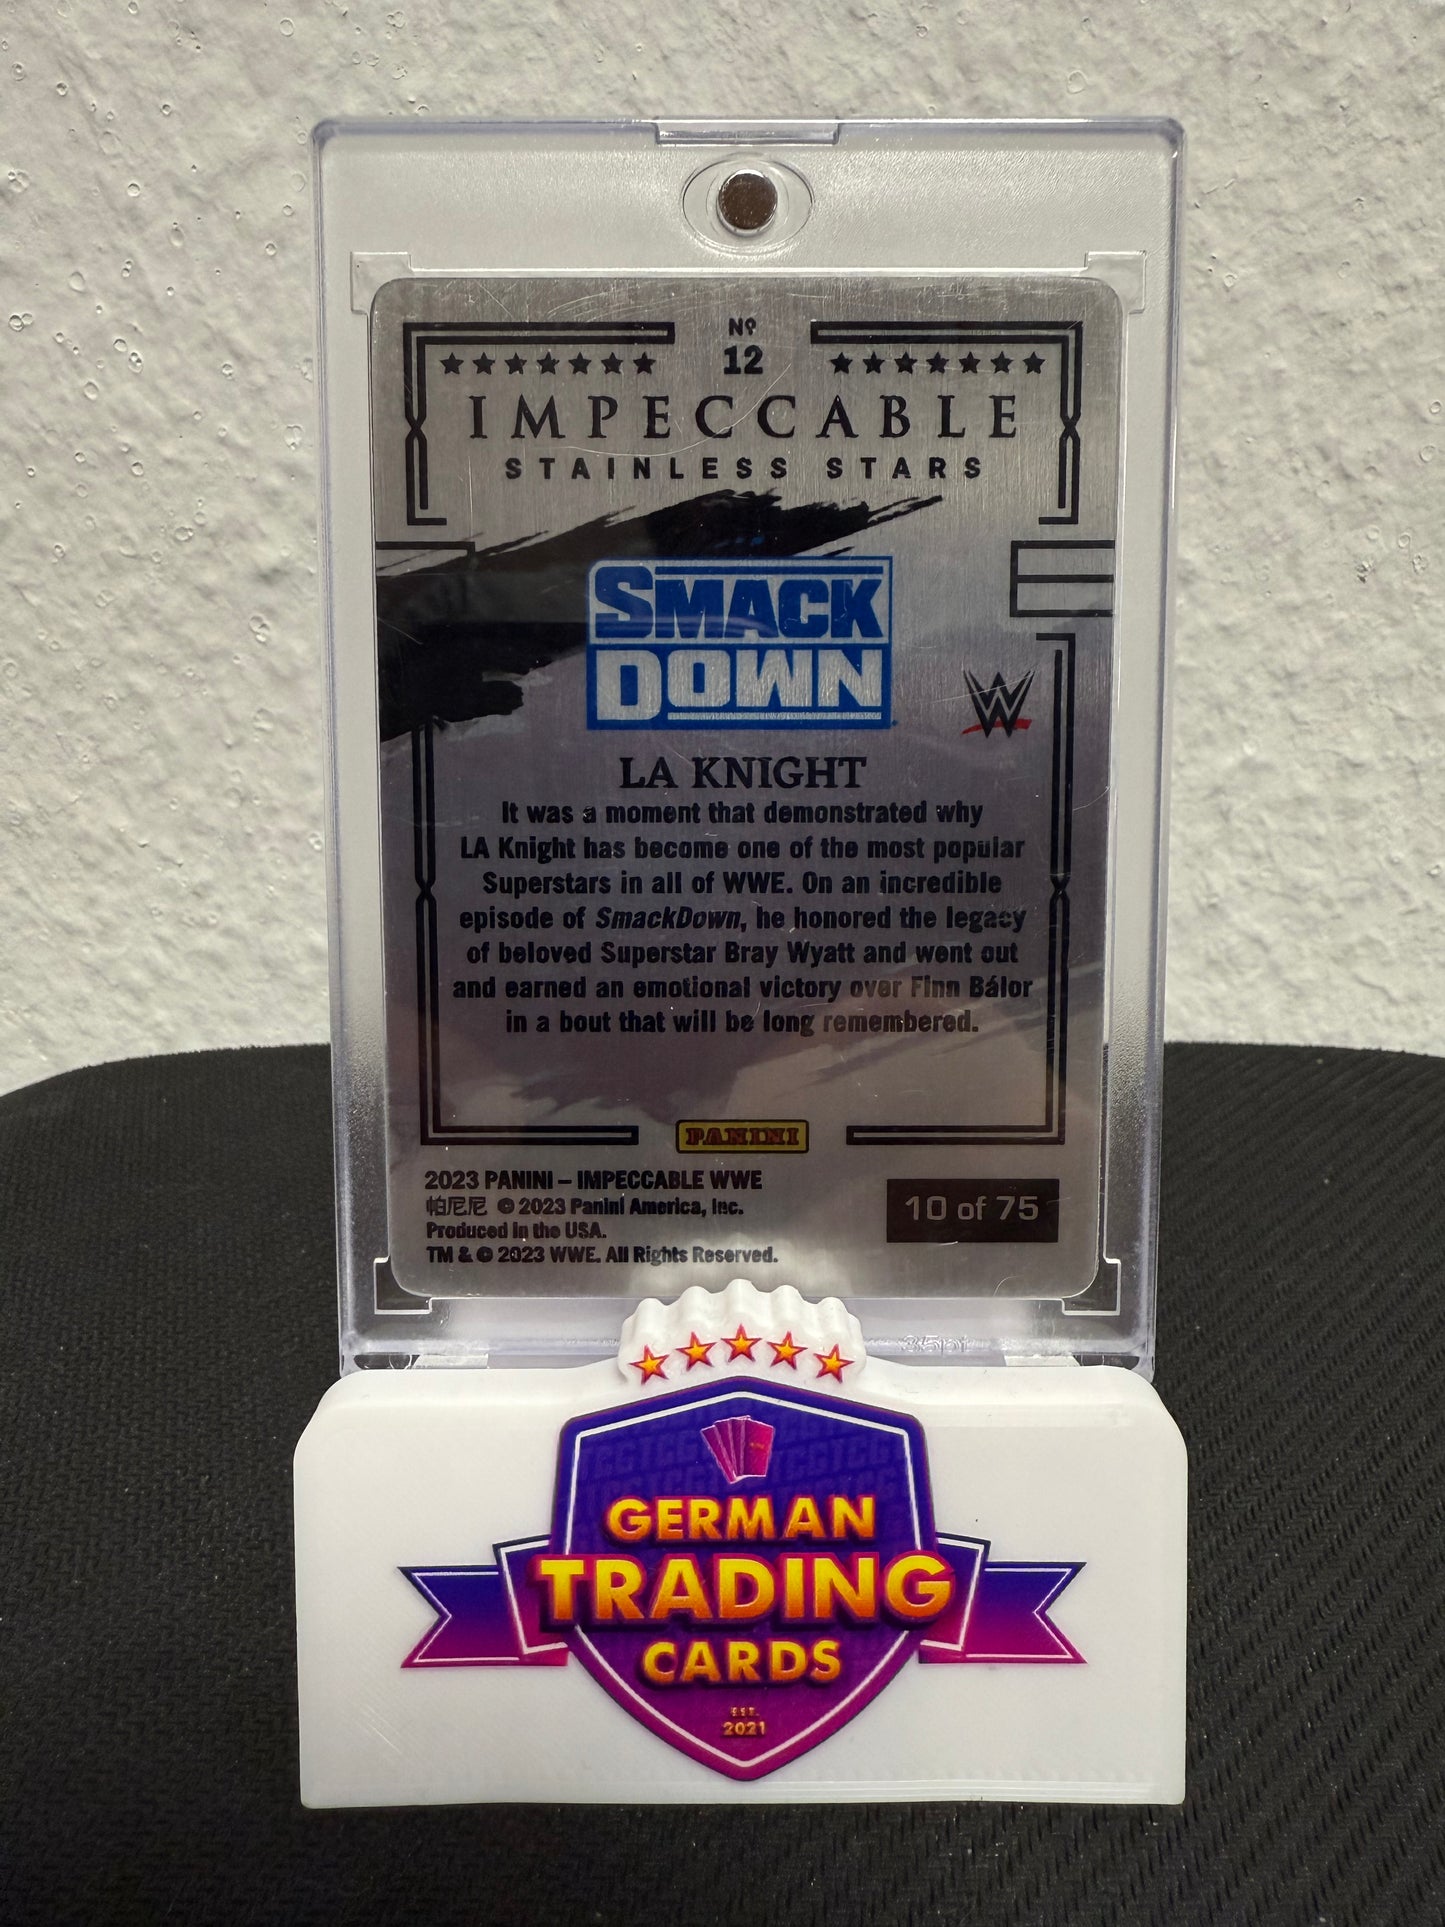 Nº
12
IMPECCABLE
STAINLESS STARS
SMACK
DOWN
W
LA KNIGHT
It was a moment that demonstrated why
LA Knight has become one of the most popular
Superstars in all of WWE. On an incredible
episode of SmackDown, he honored the legacy
of beloved Superstar Bray Wyatt and went out
and earned an emotional victory over Finn Bálor
in a bout that will be long remembered.
PANINI
2023 PANINI – IMPECCABLE WWE
帕尼尼 © 2023 Panini America, Inc.
Produced in the USA.
TM & © 2023 WWE. All Rights Reserved.
10 of 75
35pt
GERMAN
TRADING
CARDS
EST.
2021